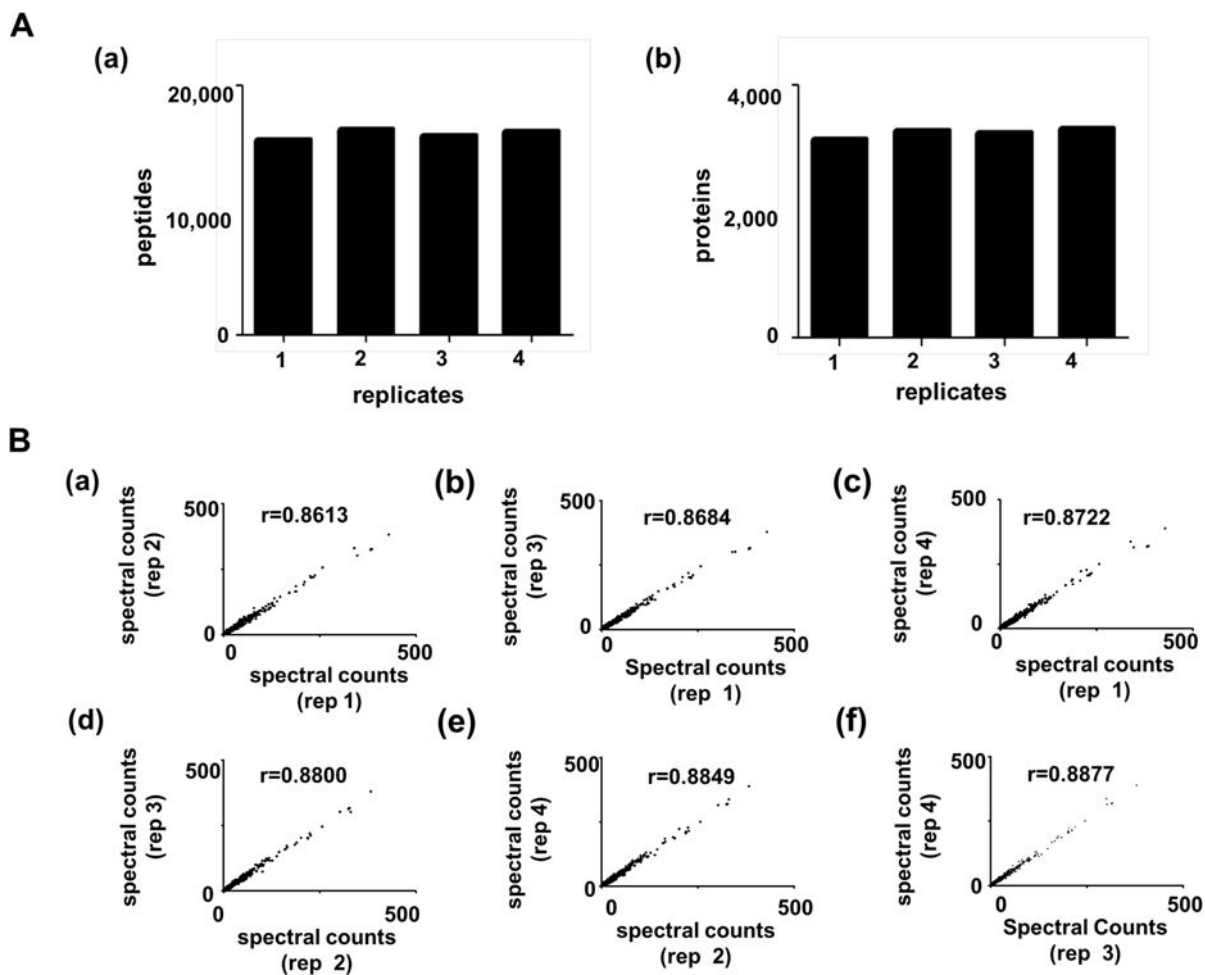 A
(a)
20,000
10,000
0
peptides
1 2 3 4
replicates
(b)
4,000
2,000
0
proteins
1 2 3 4
replicates
B
(a)
spectral counts
(rep 2)
500
0
r=0.8613
0 500
spectral counts
(rep 1)
(b)
spectral counts
(rep 3)
500
0
r=0.8684
0 500
Spectral counts
(rep 1)
(c)
spectral counts
(rep 4)
500
0
r=0.8722
0 500
spectral counts
(rep 1)
(d)
spectral counts
(rep 3)
500
0
r=0.8800
0 500
spectral counts
(rep 2)
(e)
spectral counts
(rep 4)
500
0
r=0.8849
0 500
spectral counts
(rep 2)
(f)
spectral counts
(rep 4)
500
0
r=0.8877
0 500
Spectral Counts
(rep 3)